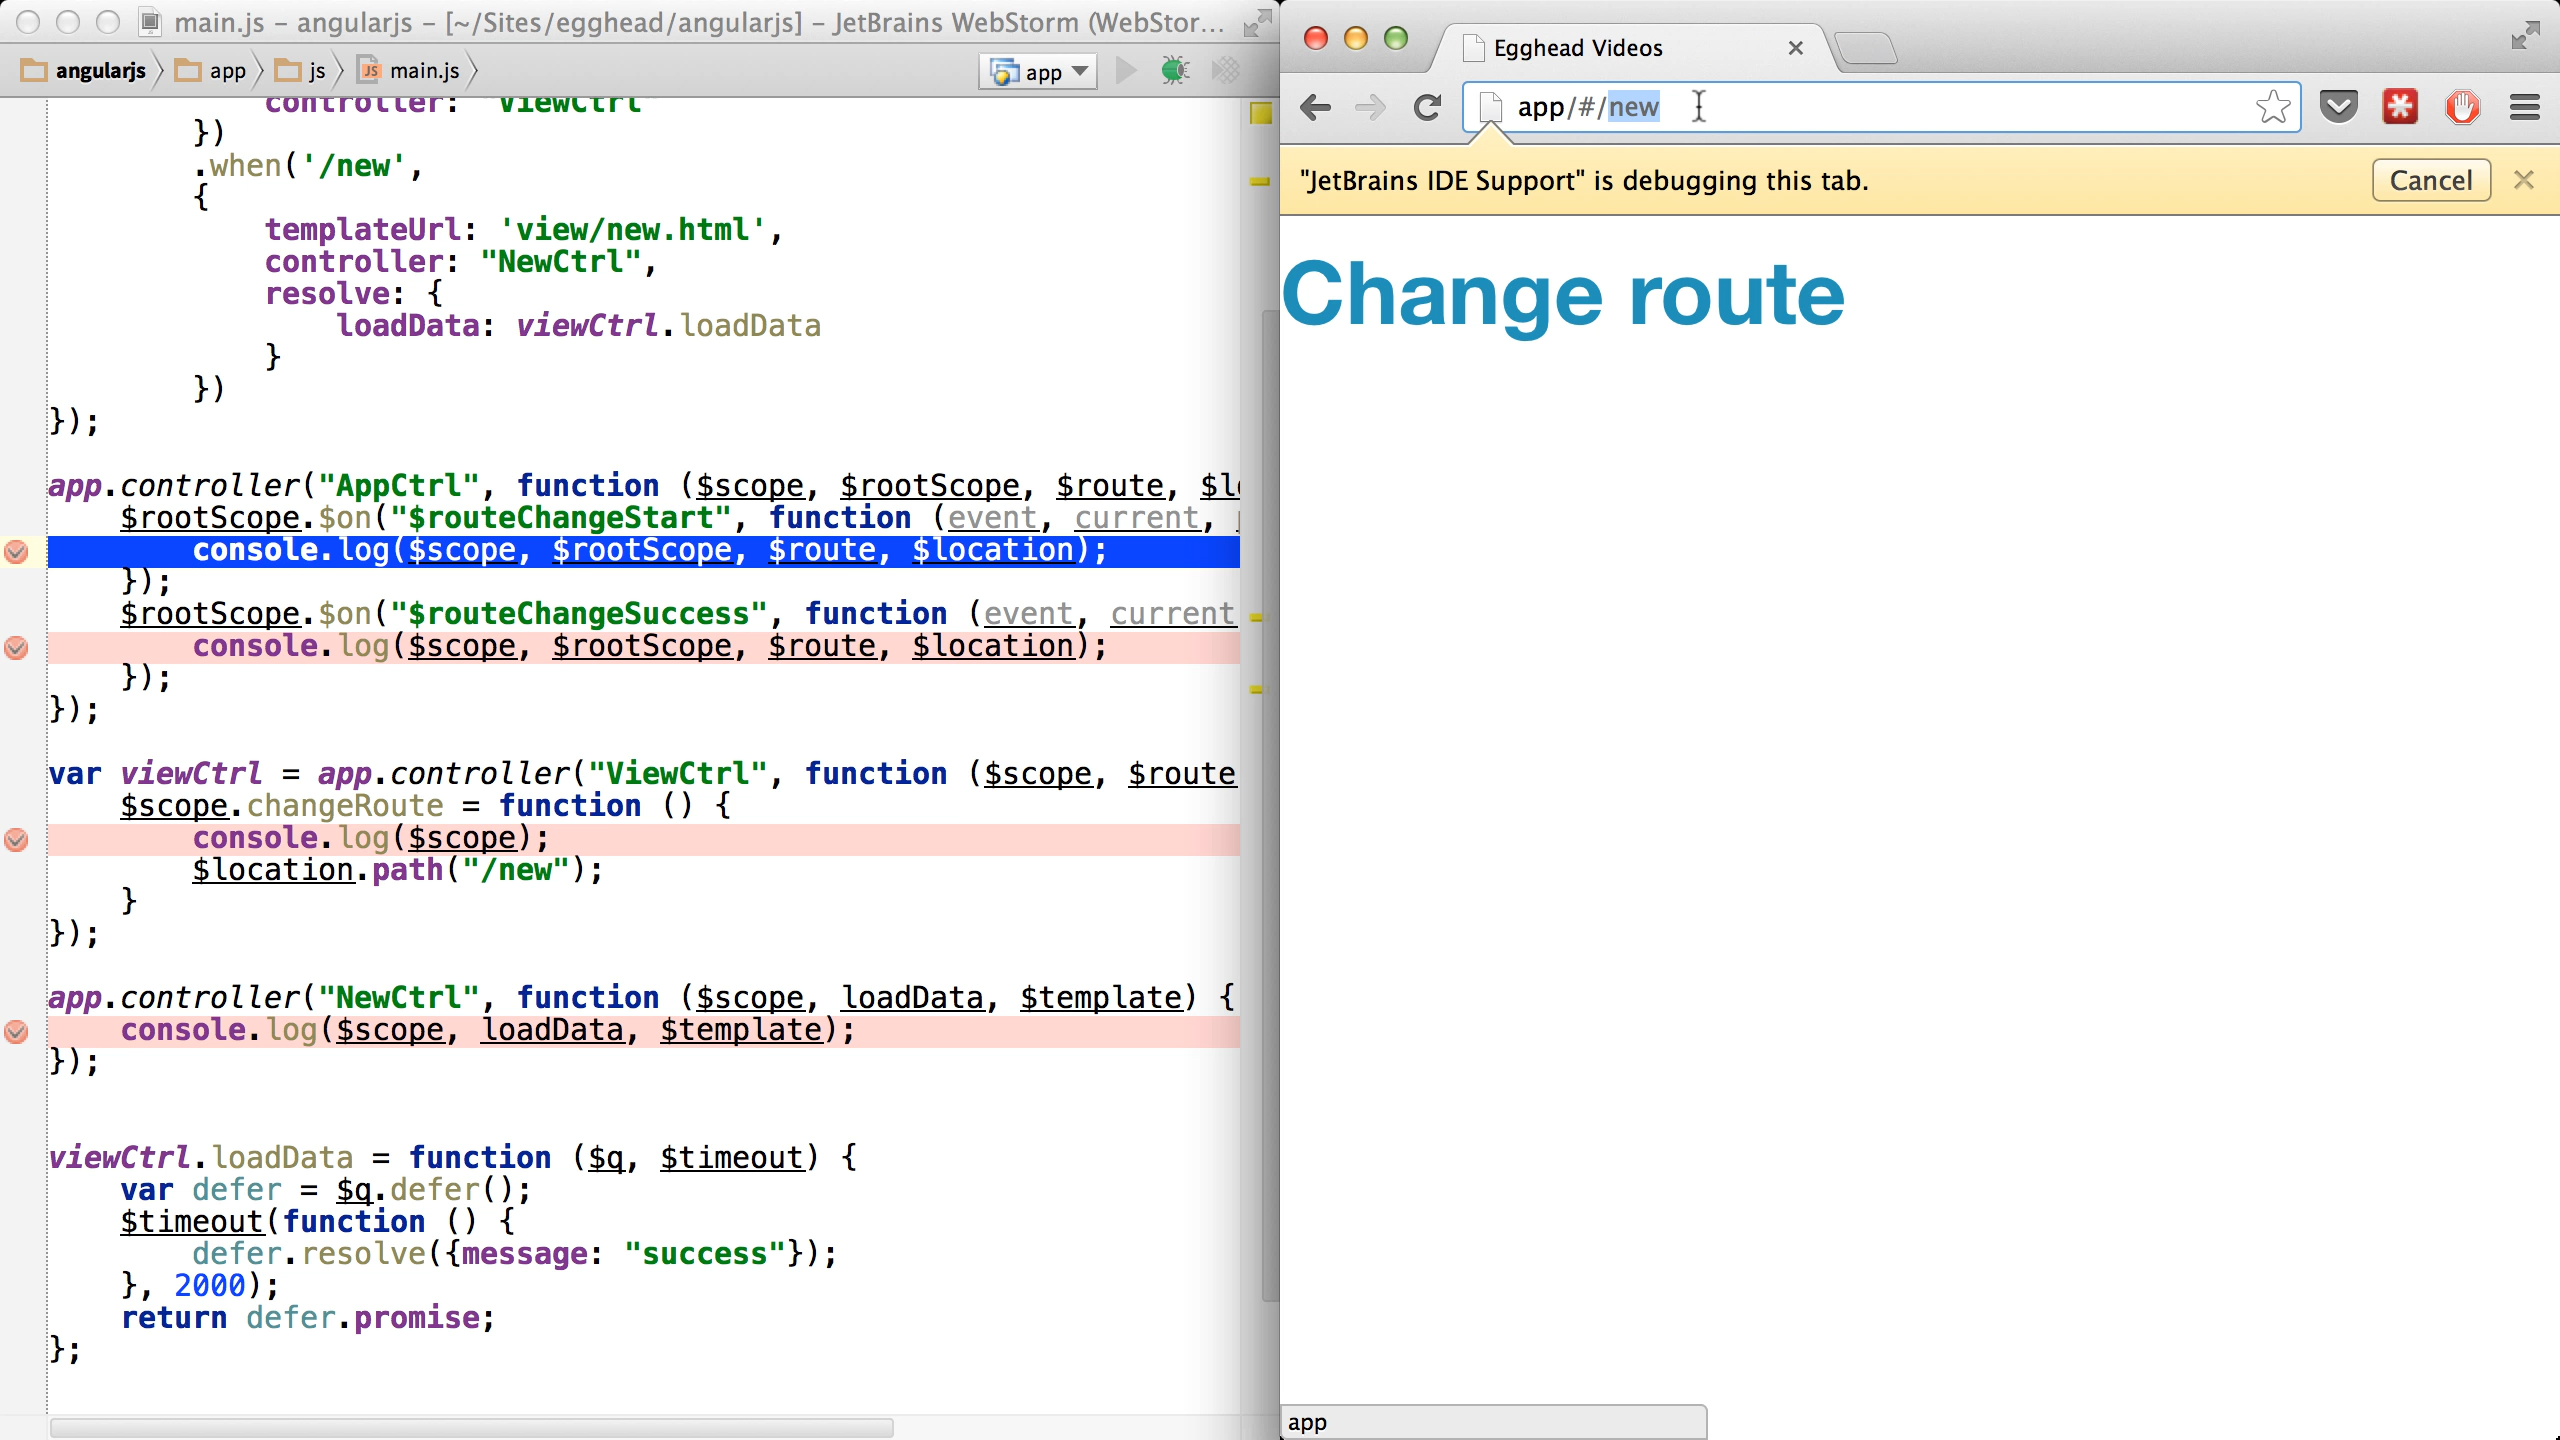 main.js – angularjs – [~/Sites/egghead/angularjs] – JetBrains WebStorm (WebStor...
angularjs app js main.js app
controller: "ViewCtrl"
})
.when('/new',
{
templateUrl: 'view/new.html',
controller: "NewCtrl",
resolve: {
loadData: viewCtrl.loadData
}
})
});
app.controller("AppCtrl", function ($scope, $rootScope, $route, $l
$rootScope.$on("$routeChangeStart", function (event, current,
console.log($scope, $rootScope, $route, $location);
});
$rootScope.$on("$routeChangeSuccess", function (event, current
console.log($scope, $rootScope, $route, $location);
});
});
var viewCtrl = app.controller("ViewCtrl", function ($scope, $route
$scope.changeRoute = function () {
console.log($scope);
$location.path("/new");
}
});
app.controller("NewCtrl", function ($scope, loadData, $template) {
console.log($scope, loadData, $template);
});
viewCtrl.loadData = function ($q, $timeout) {
var defer = $q.defer();
$timeout(function () {
defer.resolve({message: "success"});
}, 2000);
return defer.promise;
};
Egghead Videos
app/#/new
"JetBrains IDE Support" is debugging this tab.
Cancel
Change route
app